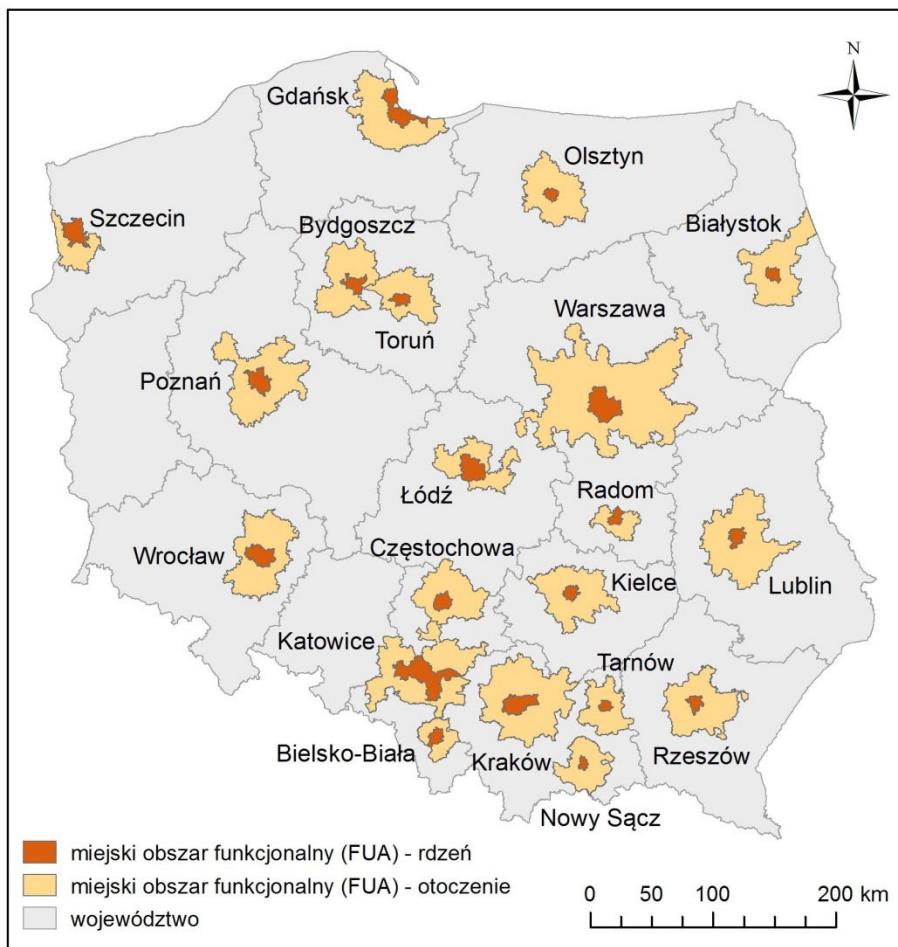 N
Gdańsk
Olsztyn
Szczecin
Bydgoszcz
Białystok
Warszawa
Toruń
Poznań
Łódź
Radom
Częstochowa
Wrocław
Kielce
Lublin
Katowice
Tarnów
Bielsko-Biała
Kraków
Rzeszów
Nowy Sącz
miejski obszar funkcjonalny (FUA) - rdzeń
miejski obszar funkcjonalny (FUA) - otoczenie
województwo
0 50 100 200 km